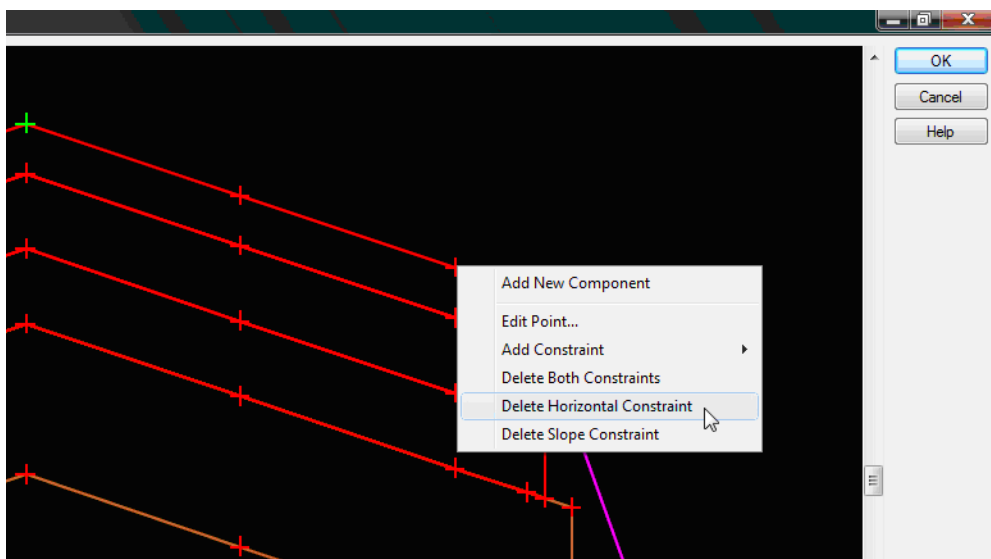 OK
Cancel
Help
Add New Component
Edit Point...
Add Constraint
Delete Both Constraints
Delete Horizontal Constraint
Delete Slope Constraint